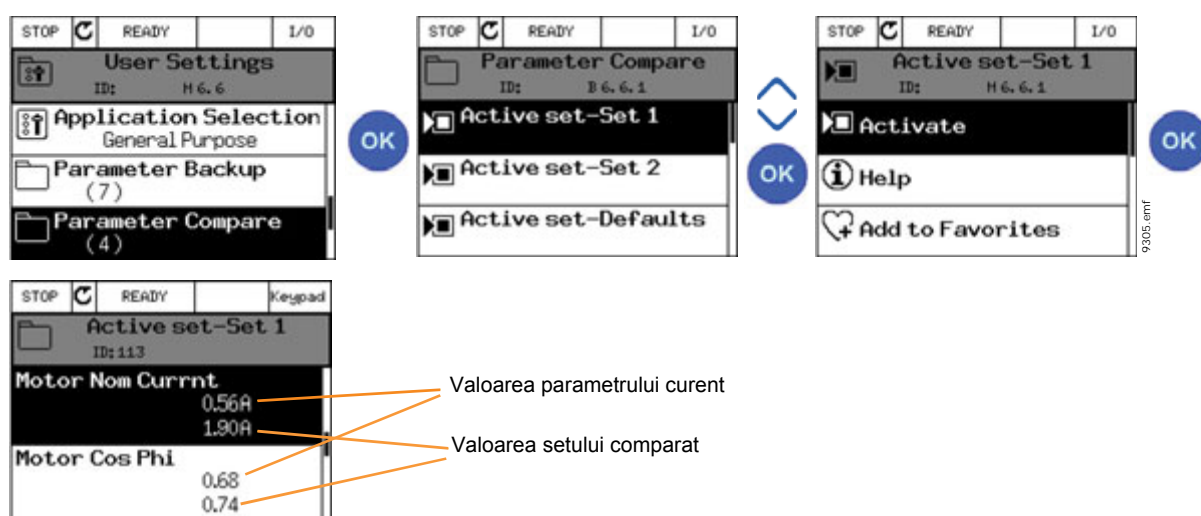 STOP READY I/O
User Settings
ID: M6.6
Application Selection
General Purpose
Parameter Backup
(7)
Parameter Compare
(4)
OK
STOP READY I/O
Parameter Compare
ID: B6.6.1
Active set-Set 1
Active set-Set 2
Active set-Defaults
OK
STOP READY I/O
Active set-Set 1
ID: M6.6.1
Activate
Help
Add to Favorites
OK
9305.emf
STOP READY Keypad
Active set-Set 1
ID:113
Motor Nom Currnt
0.56A
1.90A
Motor Cos Phi
0.68
0.74
Valoarea parametrului curent
Valoarea setului comparat